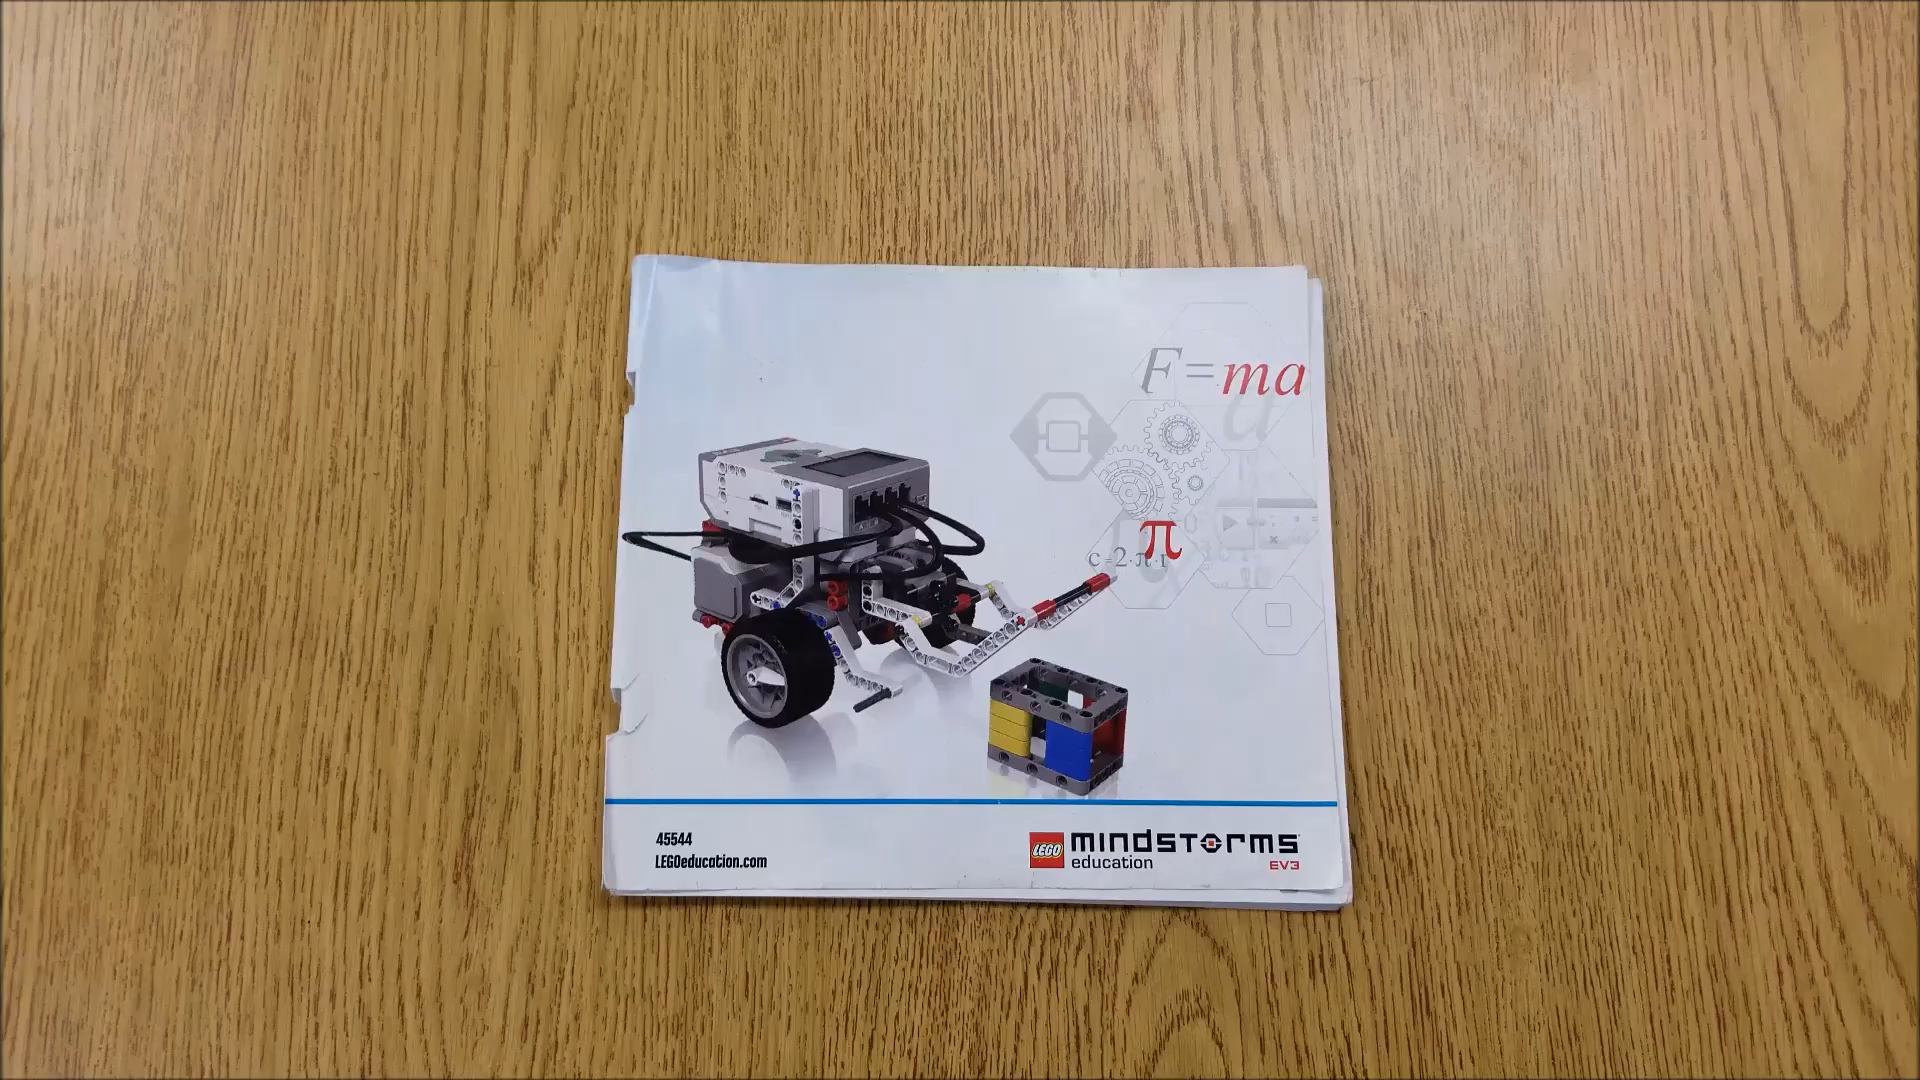 F=ma
a
π
c=2·π·r
45544
LEGOeducation.com
LEGO
mindstorms
education
EV3